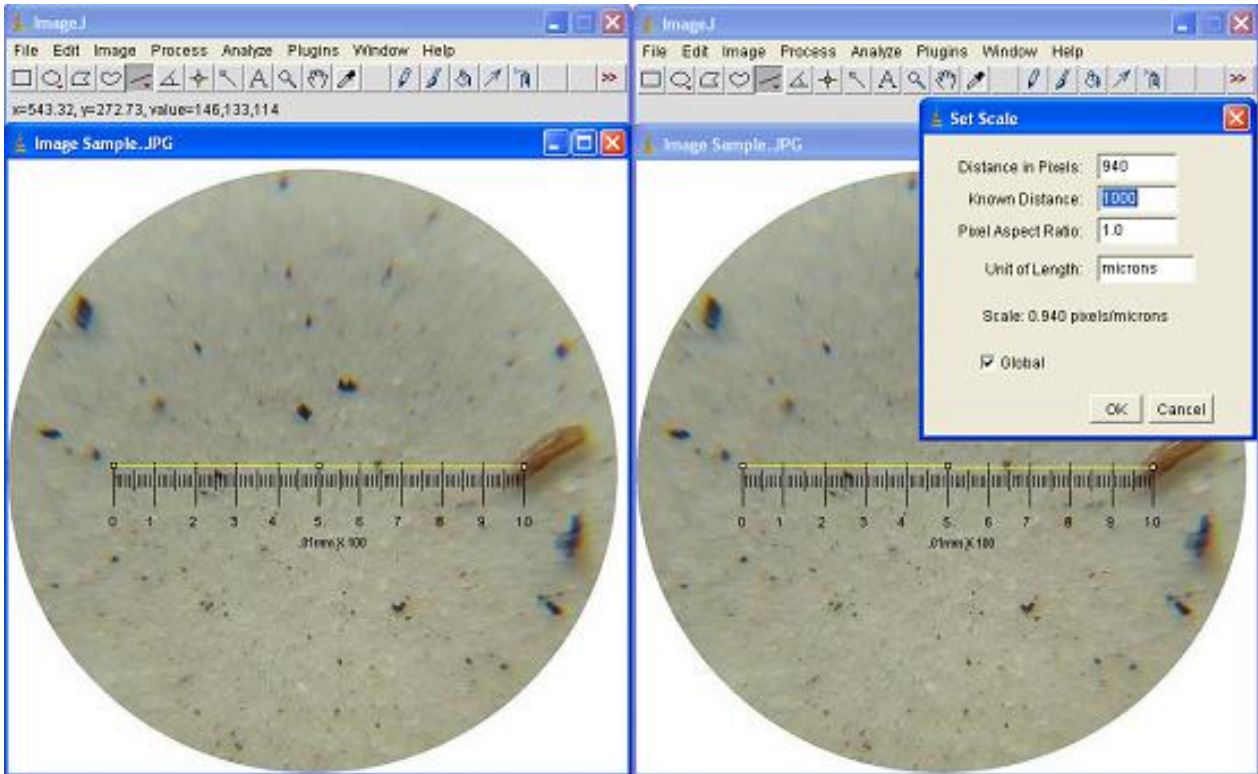 ImageJ
File Edit Image Process Analyze Plugins Window Help
A
>>
x=543.32, y=272.73, value=146,133,114
Image Sample.JPG
0 1 2 3 4 5 6 7 8 9 10
.01mm X 100
ImageJ
File Edit Image Process Analyze Plugins Window Help
A
>>
Image Sample.JPG
Set Scale
Distance in Pixels: 940
Known Distance: 1000
Pixel Aspect Ratio: 1.0
Unit of Length: microns
Scale: 0.940 pixels/microns
Global
OK Cancel
0 1 2 3 4 5 6 7 8 9 10
.01mm X 100